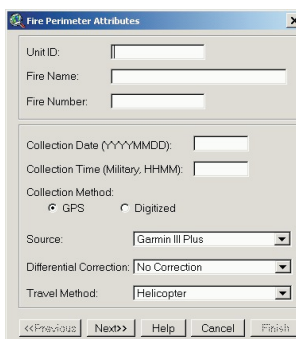 Fire Perimeter Attributes
Unit ID:
Fire Name:
Fire Number:
Collection Date (YYYYMMDD):
Collection Time (Military, HHMM):
Collection Method:
GPS Digitized
Source: Garmin III Plus
Differential Correction: No Correction
Travel Method: Helicopter
<<Previous Next>> Help Cancel Finish